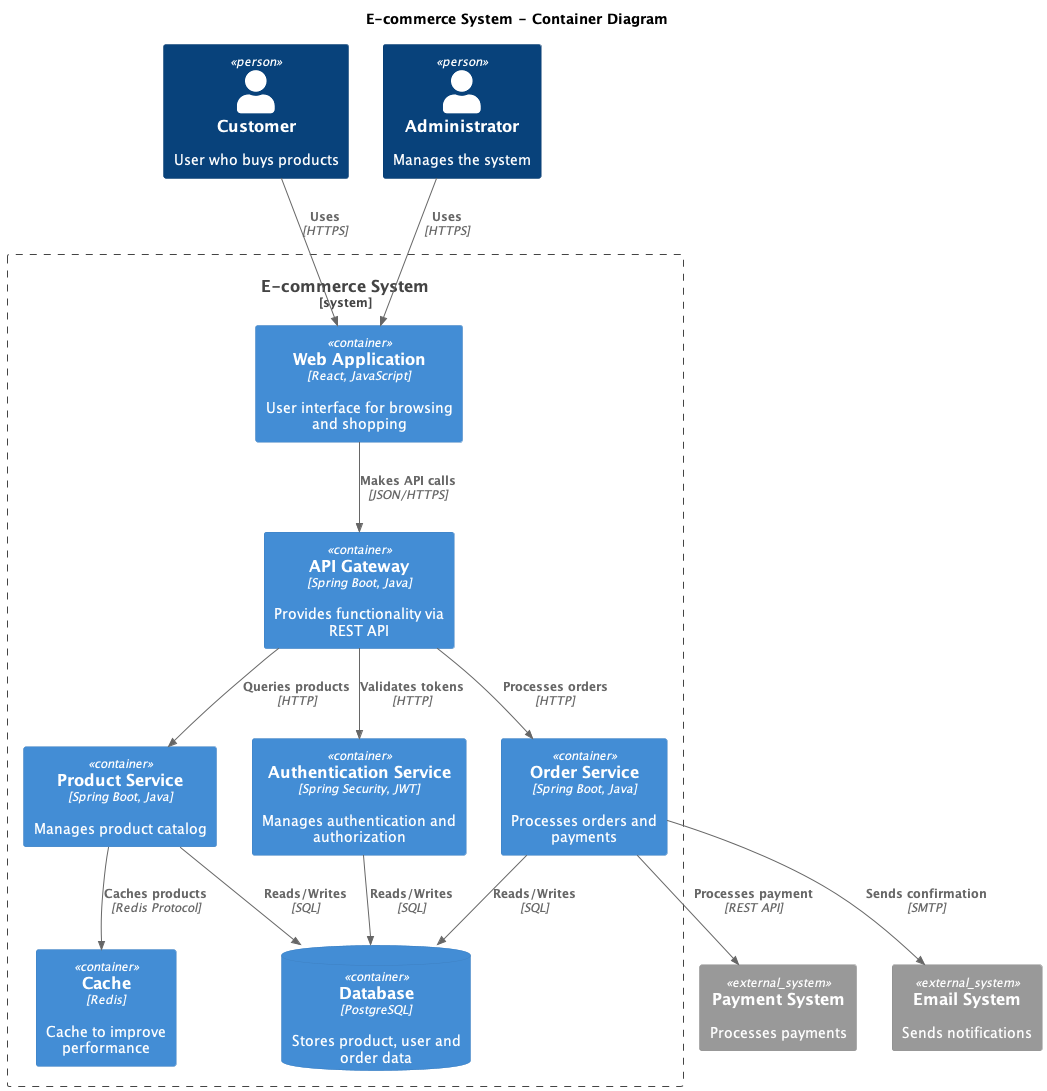 E-commerce System - Container Diagram
«person»
Customer
User who buys products
«person»
Administrator
Manages the system
Uses
[HTTPS]
Uses
[HTTPS]
E-commerce System
[system]
«container»
Web Application
[React, JavaScript]
User interface for browsing
and shopping
Makes API calls
[JSON/HTTPS]
«container»
API Gateway
[Spring Boot, Java]
Provides functionality via
REST API
Queries products
[HTTP]
Validates tokens
[HTTP]
Processes orders
[HTTP]
«container»
Product Service
[Spring Boot, Java]
Manages product catalog
«container»
Authentication Service
[Spring Security, JWT]
Manages authentication and
authorization
«container»
Order Service
[Spring Boot, Java]
Processes orders and
payments
Caches products
[Redis Protocol]
Reads/Writes
[SQL]
Reads/Writes
[SQL]
Reads/Writes
[SQL]
Processes payment
[REST API]
Sends confirmation
[SMTP]
«container»
Cache
[Redis]
Cache to improve
performance
«container»
Database
[PostgreSQL]
Stores product, user and
order data
«external_system»
Payment System
Processes payments
«external_system»
Email System
Sends notifications